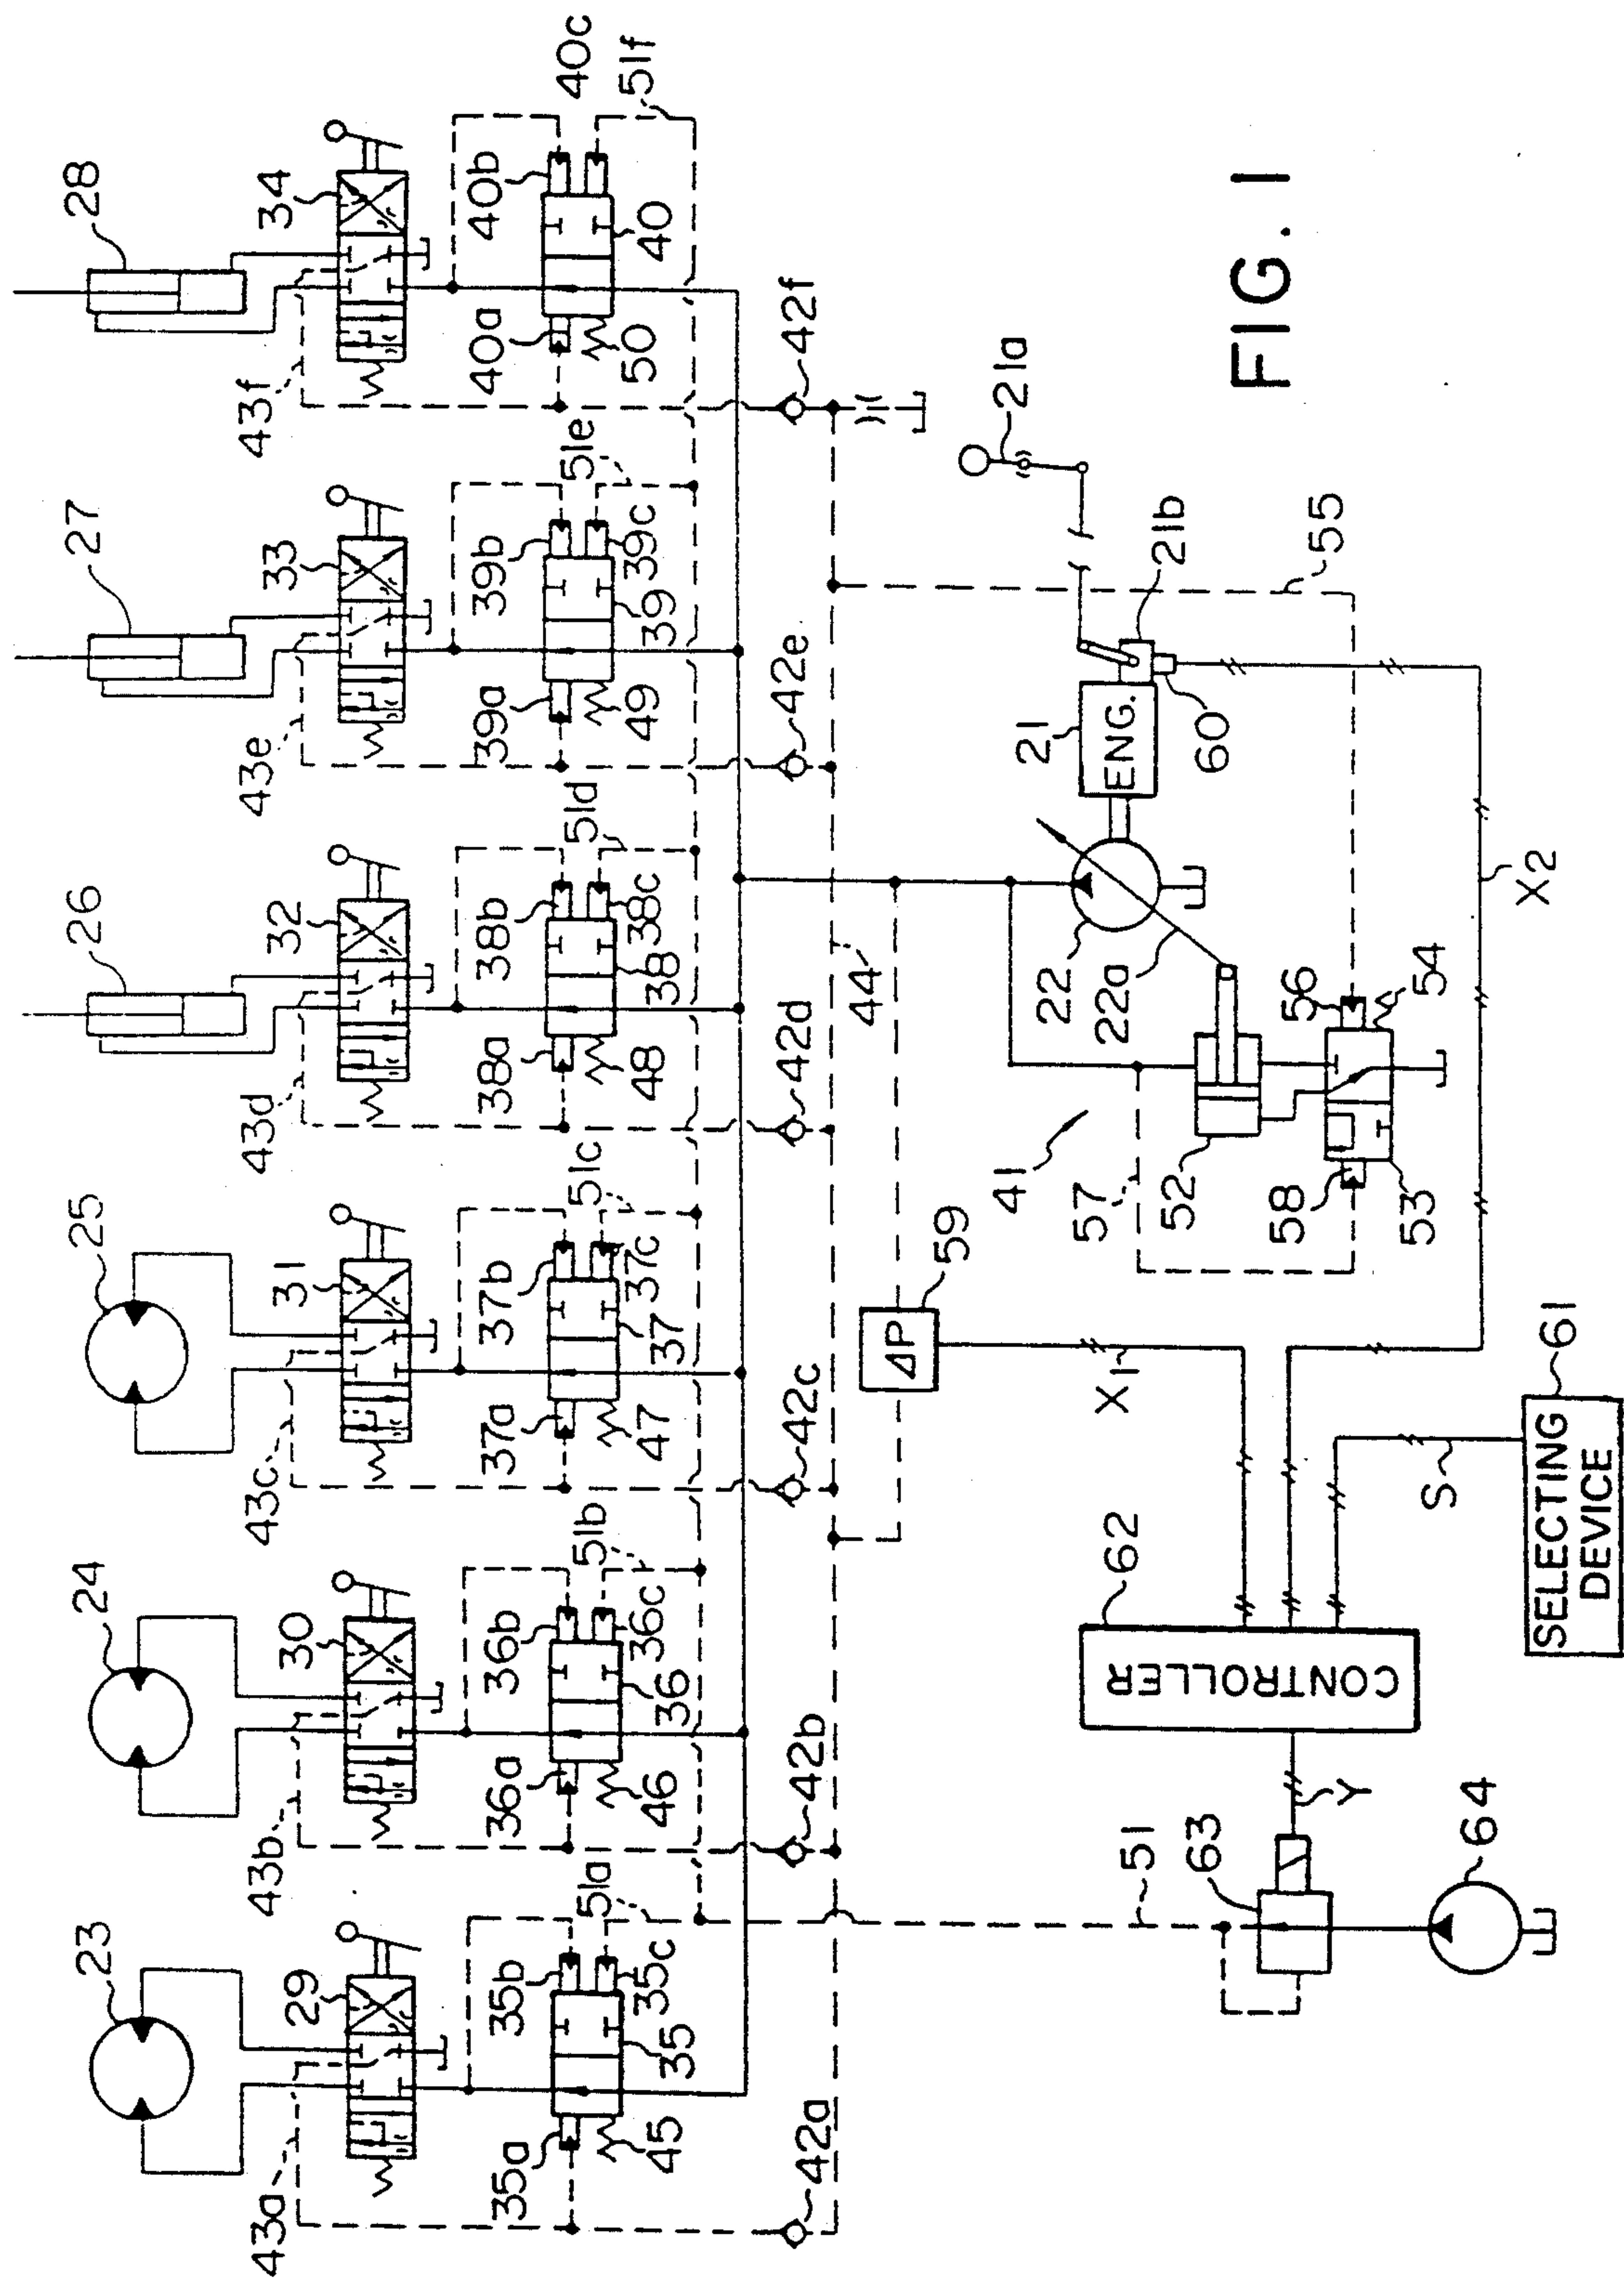 23
24
25
26
27
28
29
30
31
32
33
34
43a
43b
43c
43d
43e
43f
35a
35b
35c
35
45
51a
36a
36b
36c
36
46
51b
37a
37b
37c
37
47
51c
38a
38b
38c
38
48
51d
39a
39b
39c
39
49
51e
40a
40b
40c
40
50
51f
42a
42b
42c
42d
42e
42f
44
59
ΔP
X1
41
57
52
58
53
56
54
22
22a
21
ENG.
21a
21b
60
55
X2
51
63
64
Y
62
CONTROLLER
S
61
SELECTING
DEVICE
FIG. 1